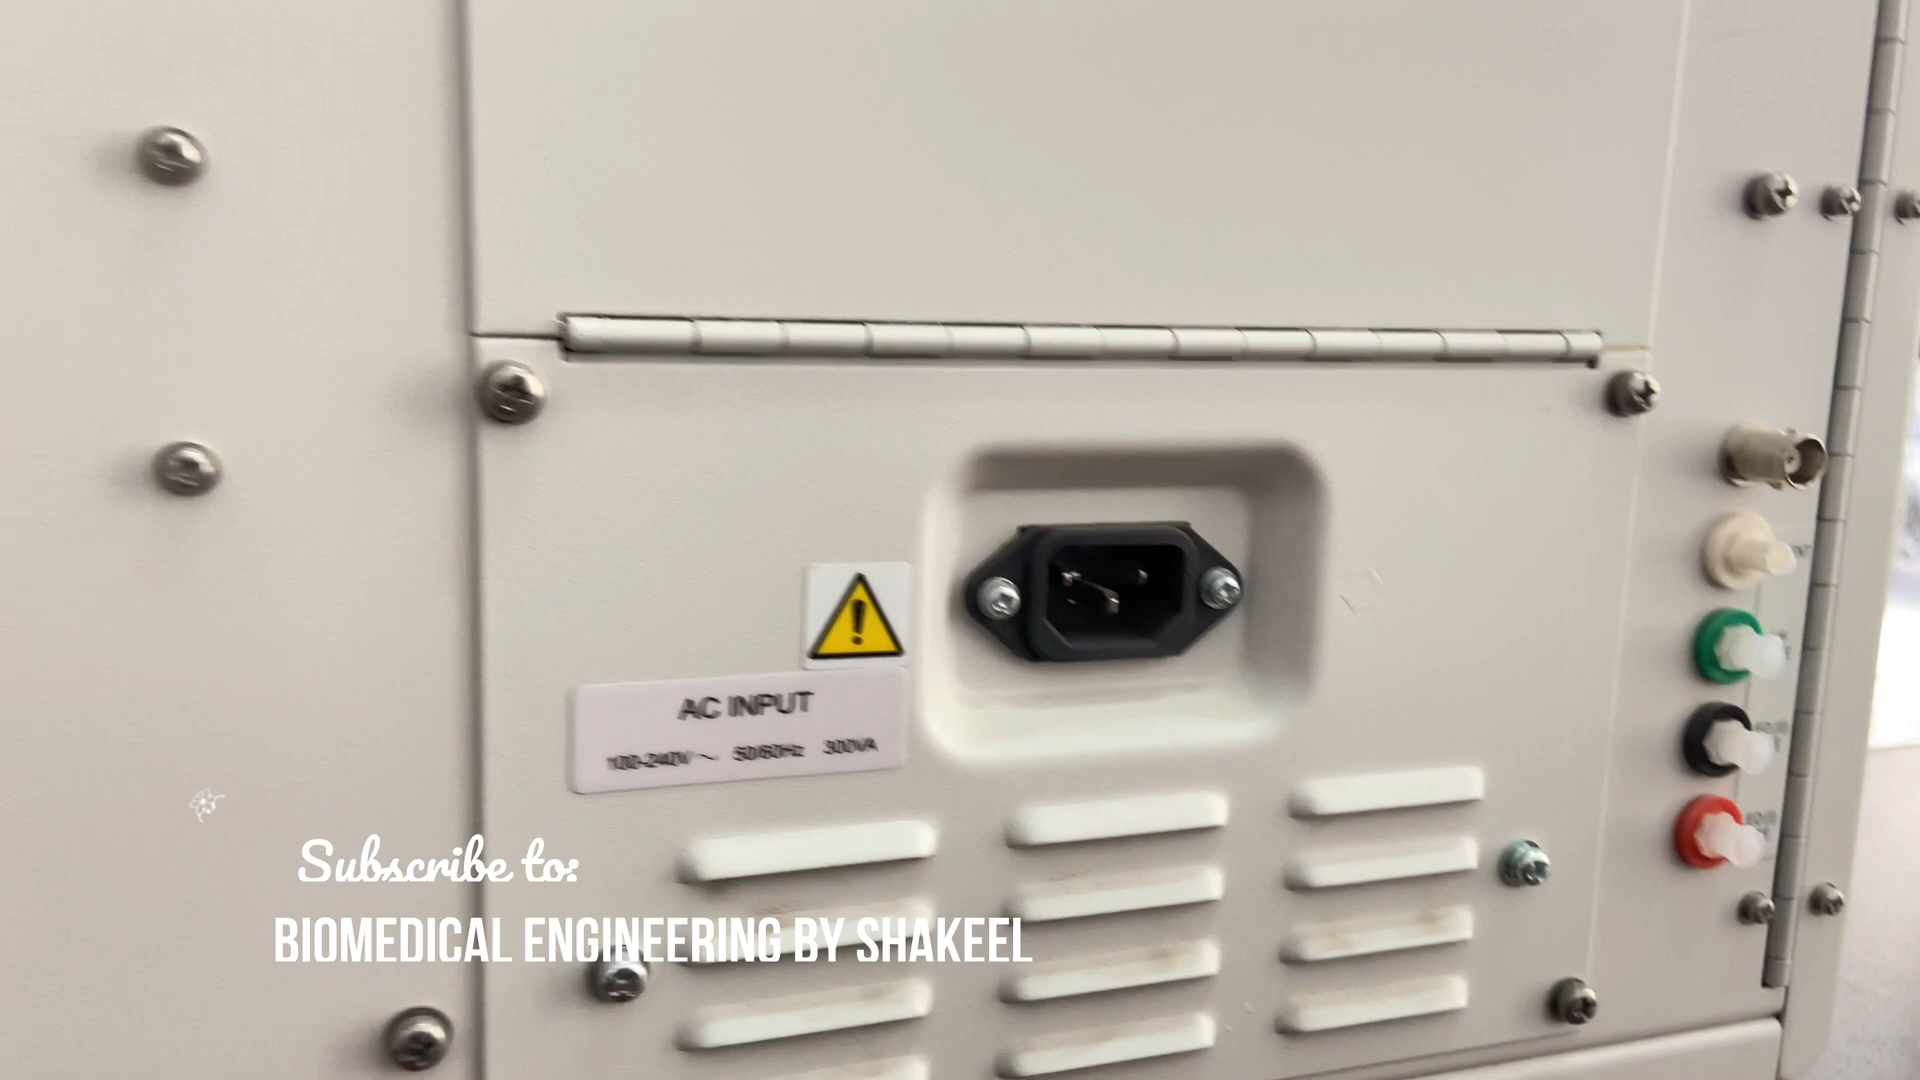 AC INPUT
100-240V ~ 50/60Hz 300VA
Subscribe to:
BIOMEDICAL ENGINEERING BY SHAKEEL